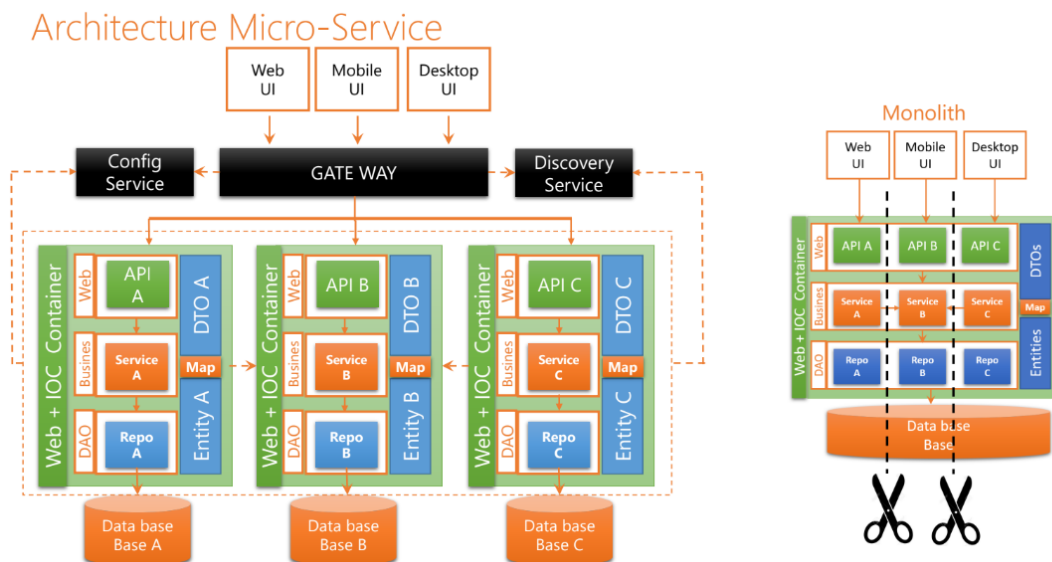 Architecture Micro-Service
Web
UI
Mobile
UI
Desktop
UI
Config
Service
GATE WAY
Discovery
Service
Web + IOC Container
Web
API
A
DTO A
Busines
Service
A
Map
DAO
Repo
A
Entity A
Data base
Base A
Web + IOC Container
Web
API B
DTO B
Busines
Service
B
Map
DAO
Repo
B
Entity B
Data base
Base B
Web + IOC Container
Web
API C
DTO C
Busines
Service
C
Map
DAO
Repo
C
Entity C
Data base
Base C
Monolith
Web
UI
Mobile
UI
Desktop
UI
Web + IOC Container
Web
API A
API B
API C
DTOs
Busines
Service
A
Service
B
Service
C
Map
DAO
Repo
A
Repo
B
Repo
C
Entities
Data base
Base